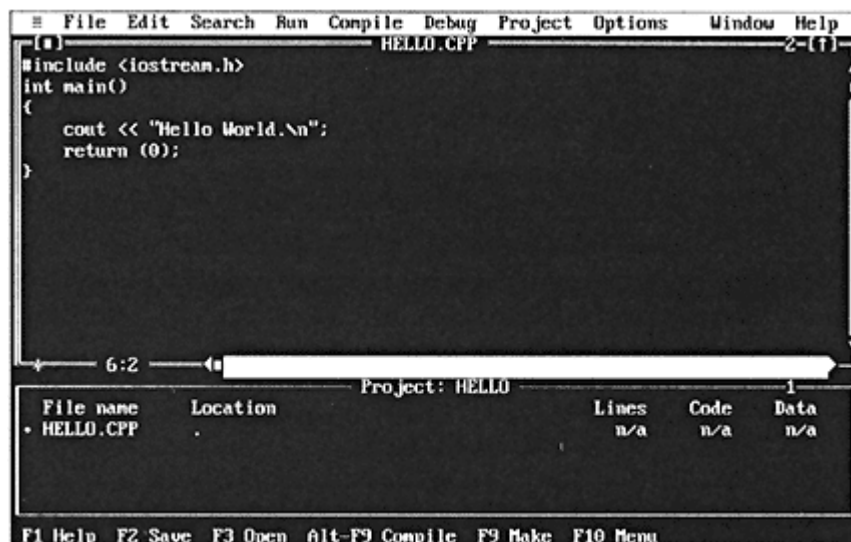 ≡ File Edit Search Run Compile Debug Project Options Window Help
[■] HELLO.CPP 2-[↑]
#include <iostream.h>
int main()
{
    cout << "Hello World.\n";
    return (0);
}
6:2
Project: HELLO 1
File name Location Lines Code Data
• HELLO.CPP . n/a n/a n/a
F1 Help F2 Save F3 Open Alt-F9 Compile F9 Make F10 Menu